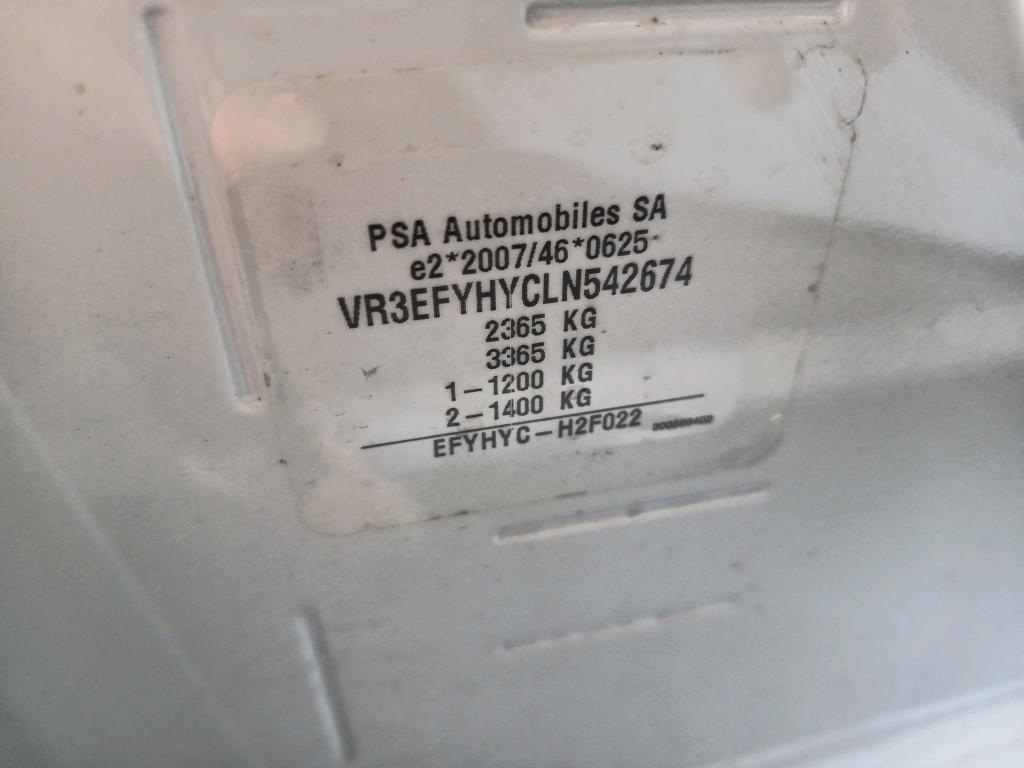 PSA Automobiles SA
e2*2007/46*0625
VR3EFYHYCLN542674
2365 KG
3365 KG
1-1200 KG
2-1400 KG
EFYHYC-H2F022